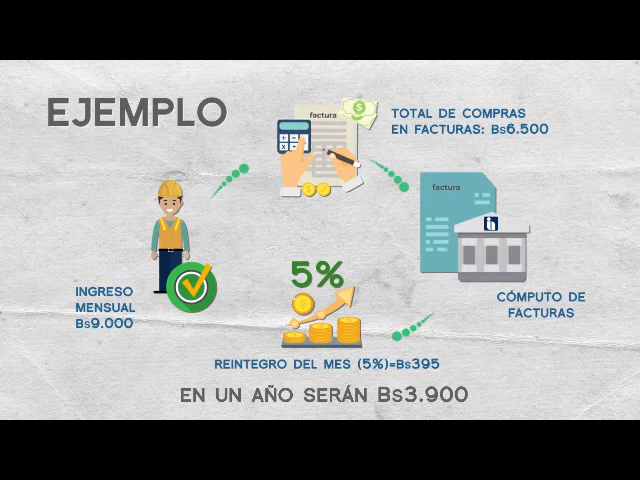 EJEMPLO
factura
TOTAL DE COMPRAS
EN FACTURAS: Bs6.500
factura
INGRESO
MENSUAL
Bs9.000
5%
CÓMPUTO DE
FACTURAS
REINTEGRO DEL MES (5%)=Bs395
EN UN AÑO SERÁN Bs3.900